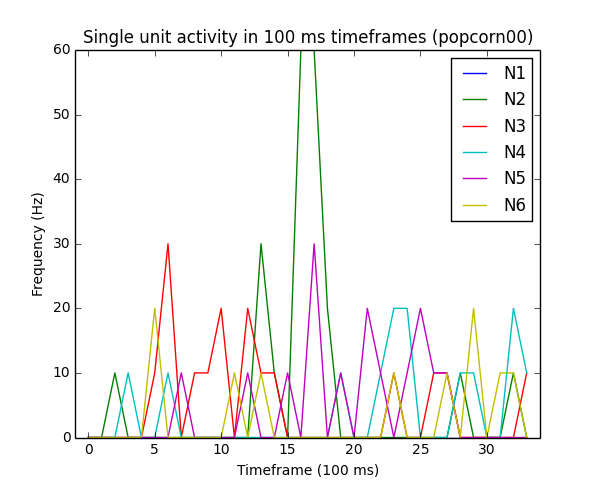 Single unit activity in 100 ms timeframes (popcorn00)
60
50
40
30
20
10
0
Frequency (Hz)
N1
N2
N3
N4
N5
N6
0 5 10 15 20 25 30
Timeframe (100 ms)